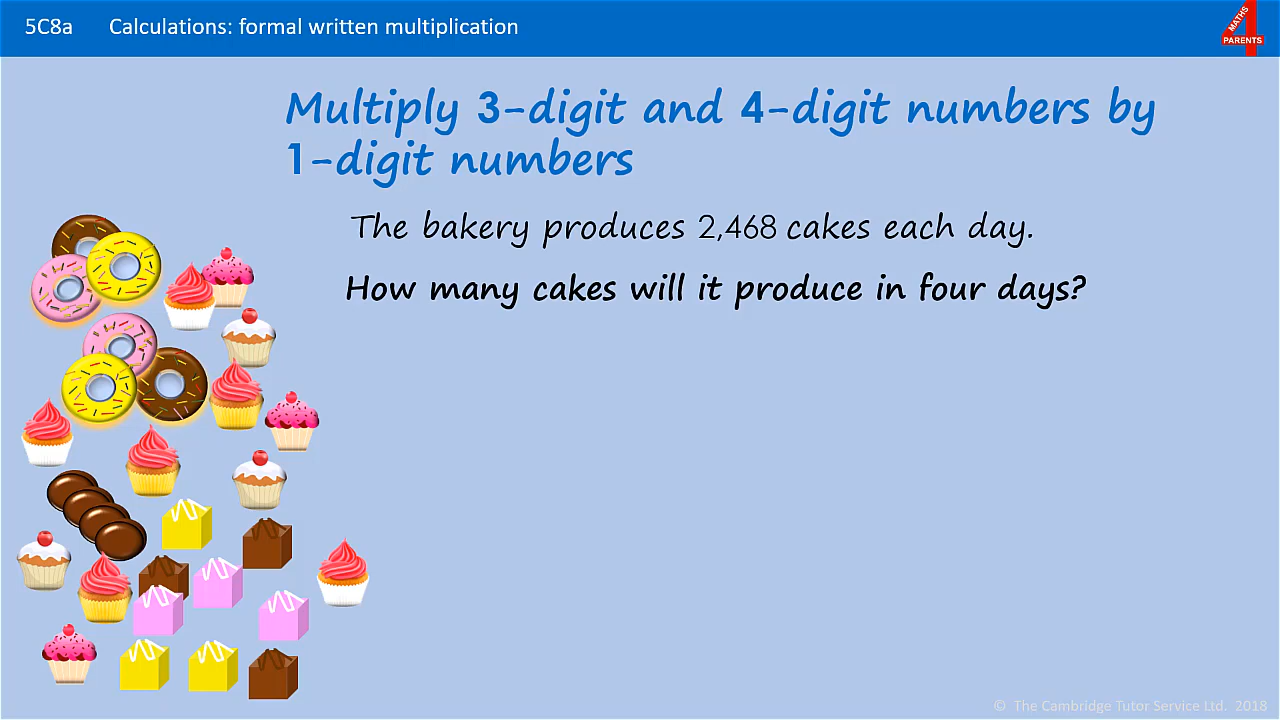 5C8a Calculations: formal written multiplication
MATHS
4
PARENTS
Multiply 3-digit and 4-digit numbers by
1-digit numbers
The bakery produces 2,468 cakes each day.
How many cakes will it produce in four days?
© The Cambridge Tutor Service Ltd. 2018